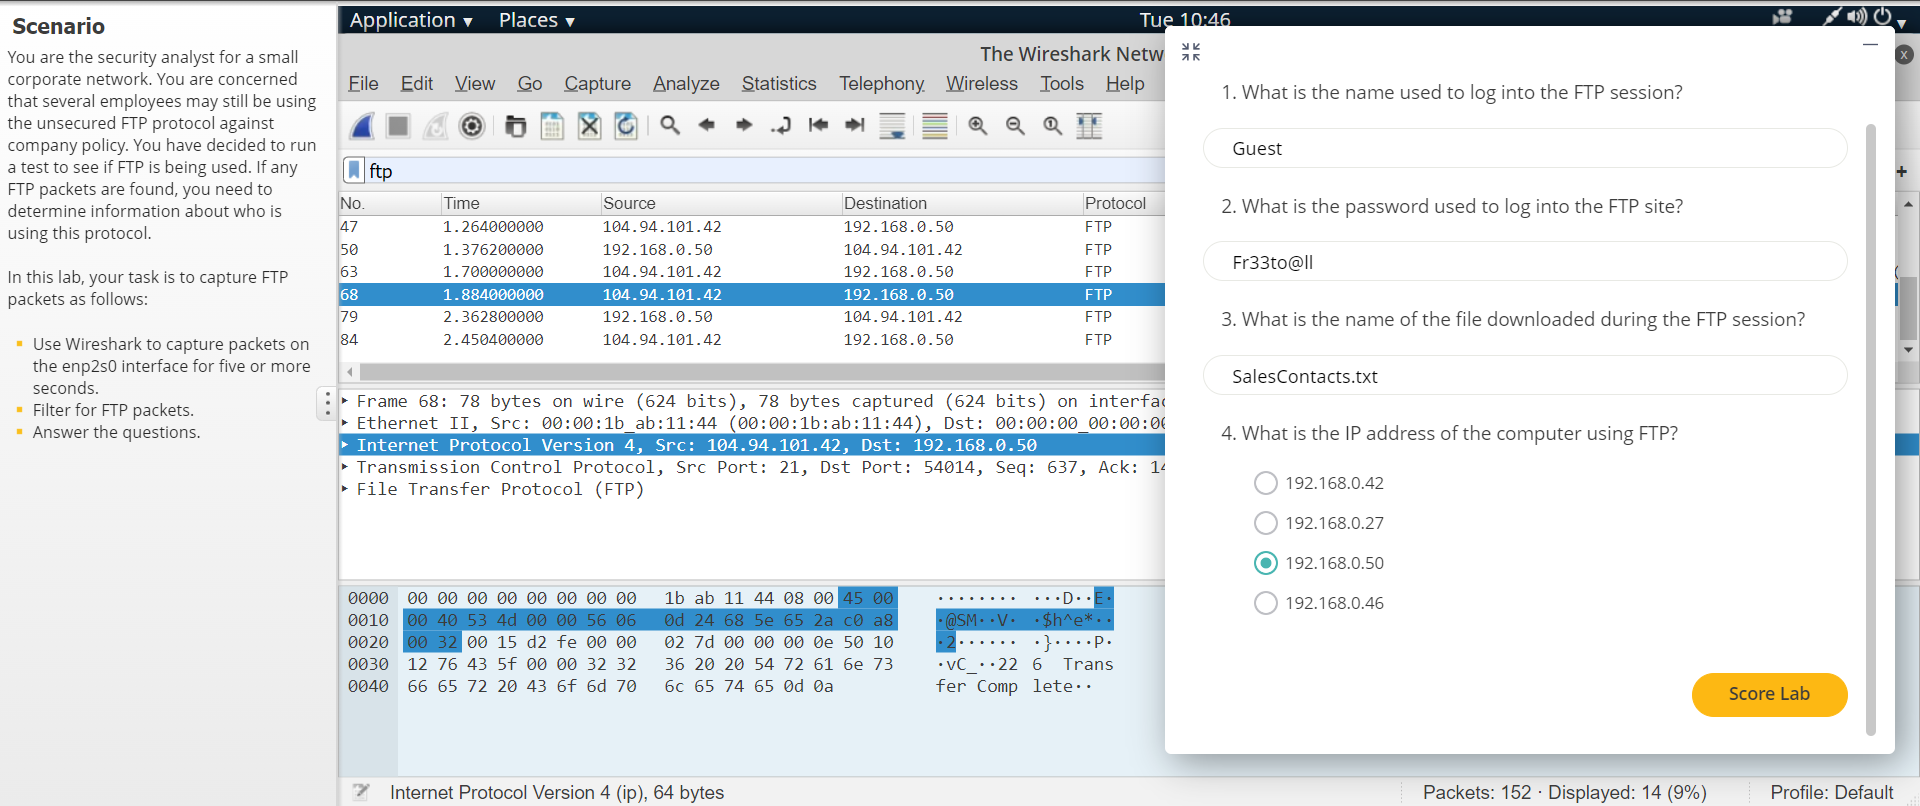 Scenario
You are the security analyst for a small
corporate network. You are concerned
that several employees may still be using
the unsecured FTP protocol against
company policy. You have decided to run
a test to see if FTP is being used. If any
FTP packets are found, you need to
determine information about who is
using this protocol.
In this lab, your task is to capture FTP
packets as follows:
Use Wireshark to capture packets on
the enp2s0 interface for five or more
seconds.
Filter for FTP packets.
Answer the questions.
Application Places Tue 10:46
The Wireshark Netw
File Edit View Go Capture Analyze Statistics Telephony Wireless Tools Help
ftp
No. Time Source Destination Protocol
47 1.264000000 104.94.101.42 192.168.0.50 FTP
50 1.376200000 192.168.0.50 104.94.101.42 FTP
63 1.700000000 104.94.101.42 192.168.0.50 FTP
68 1.884000000 104.94.101.42 192.168.0.50 FTP
79 2.362800000 192.168.0.50 104.94.101.42 FTP
84 2.450400000 104.94.101.42 192.168.0.50 FTP
Frame 68: 78 bytes on wire (624 bits), 78 bytes captured (624 bits) on interfac
Ethernet II, Src: 00:00:1b_ab:11:44 (00:00:1b:ab:11:44), Dst: 00:00:00_00:00:00
Internet Protocol Version 4, Src: 104.94.101.42, Dst: 192.168.0.50
Transmission Control Protocol, Src Port: 21, Dst Port: 54014, Seq: 637, Ack: 14
File Transfer Protocol (FTP)
0000 00 00 00 00 00 00 00 00 1b ab 11 44 08 00 45 00 ········ ···D··E·
0010 00 40 53 4d 00 00 56 06 0d 24 68 5e 65 2a c0 a8 ·@SM··V· ·$h^e*··
0020 00 32 00 15 d2 fe 00 00 02 7d 00 00 00 0e 50 10 ·2······ ·}····P·
0030 12 76 43 5f 00 00 32 32 36 20 20 54 72 61 6e 73 ·vC_··22 6 Trans
0040 66 65 72 20 43 6f 6d 70 6c 65 74 65 0d 0a fer Comp lete··
Internet Protocol Version 4 (ip), 64 bytes
Packets: 152 · Displayed: 14 (9%) Profile: Default
1. What is the name used to log into the FTP session?
Guest
2. What is the password used to log into the FTP site?
Fr33to@ll
3. What is the name of the file downloaded during the FTP session?
SalesContacts.txt
4. What is the IP address of the computer using FTP?
192.168.0.42
192.168.0.27
192.168.0.50
192.168.0.46
Score Lab